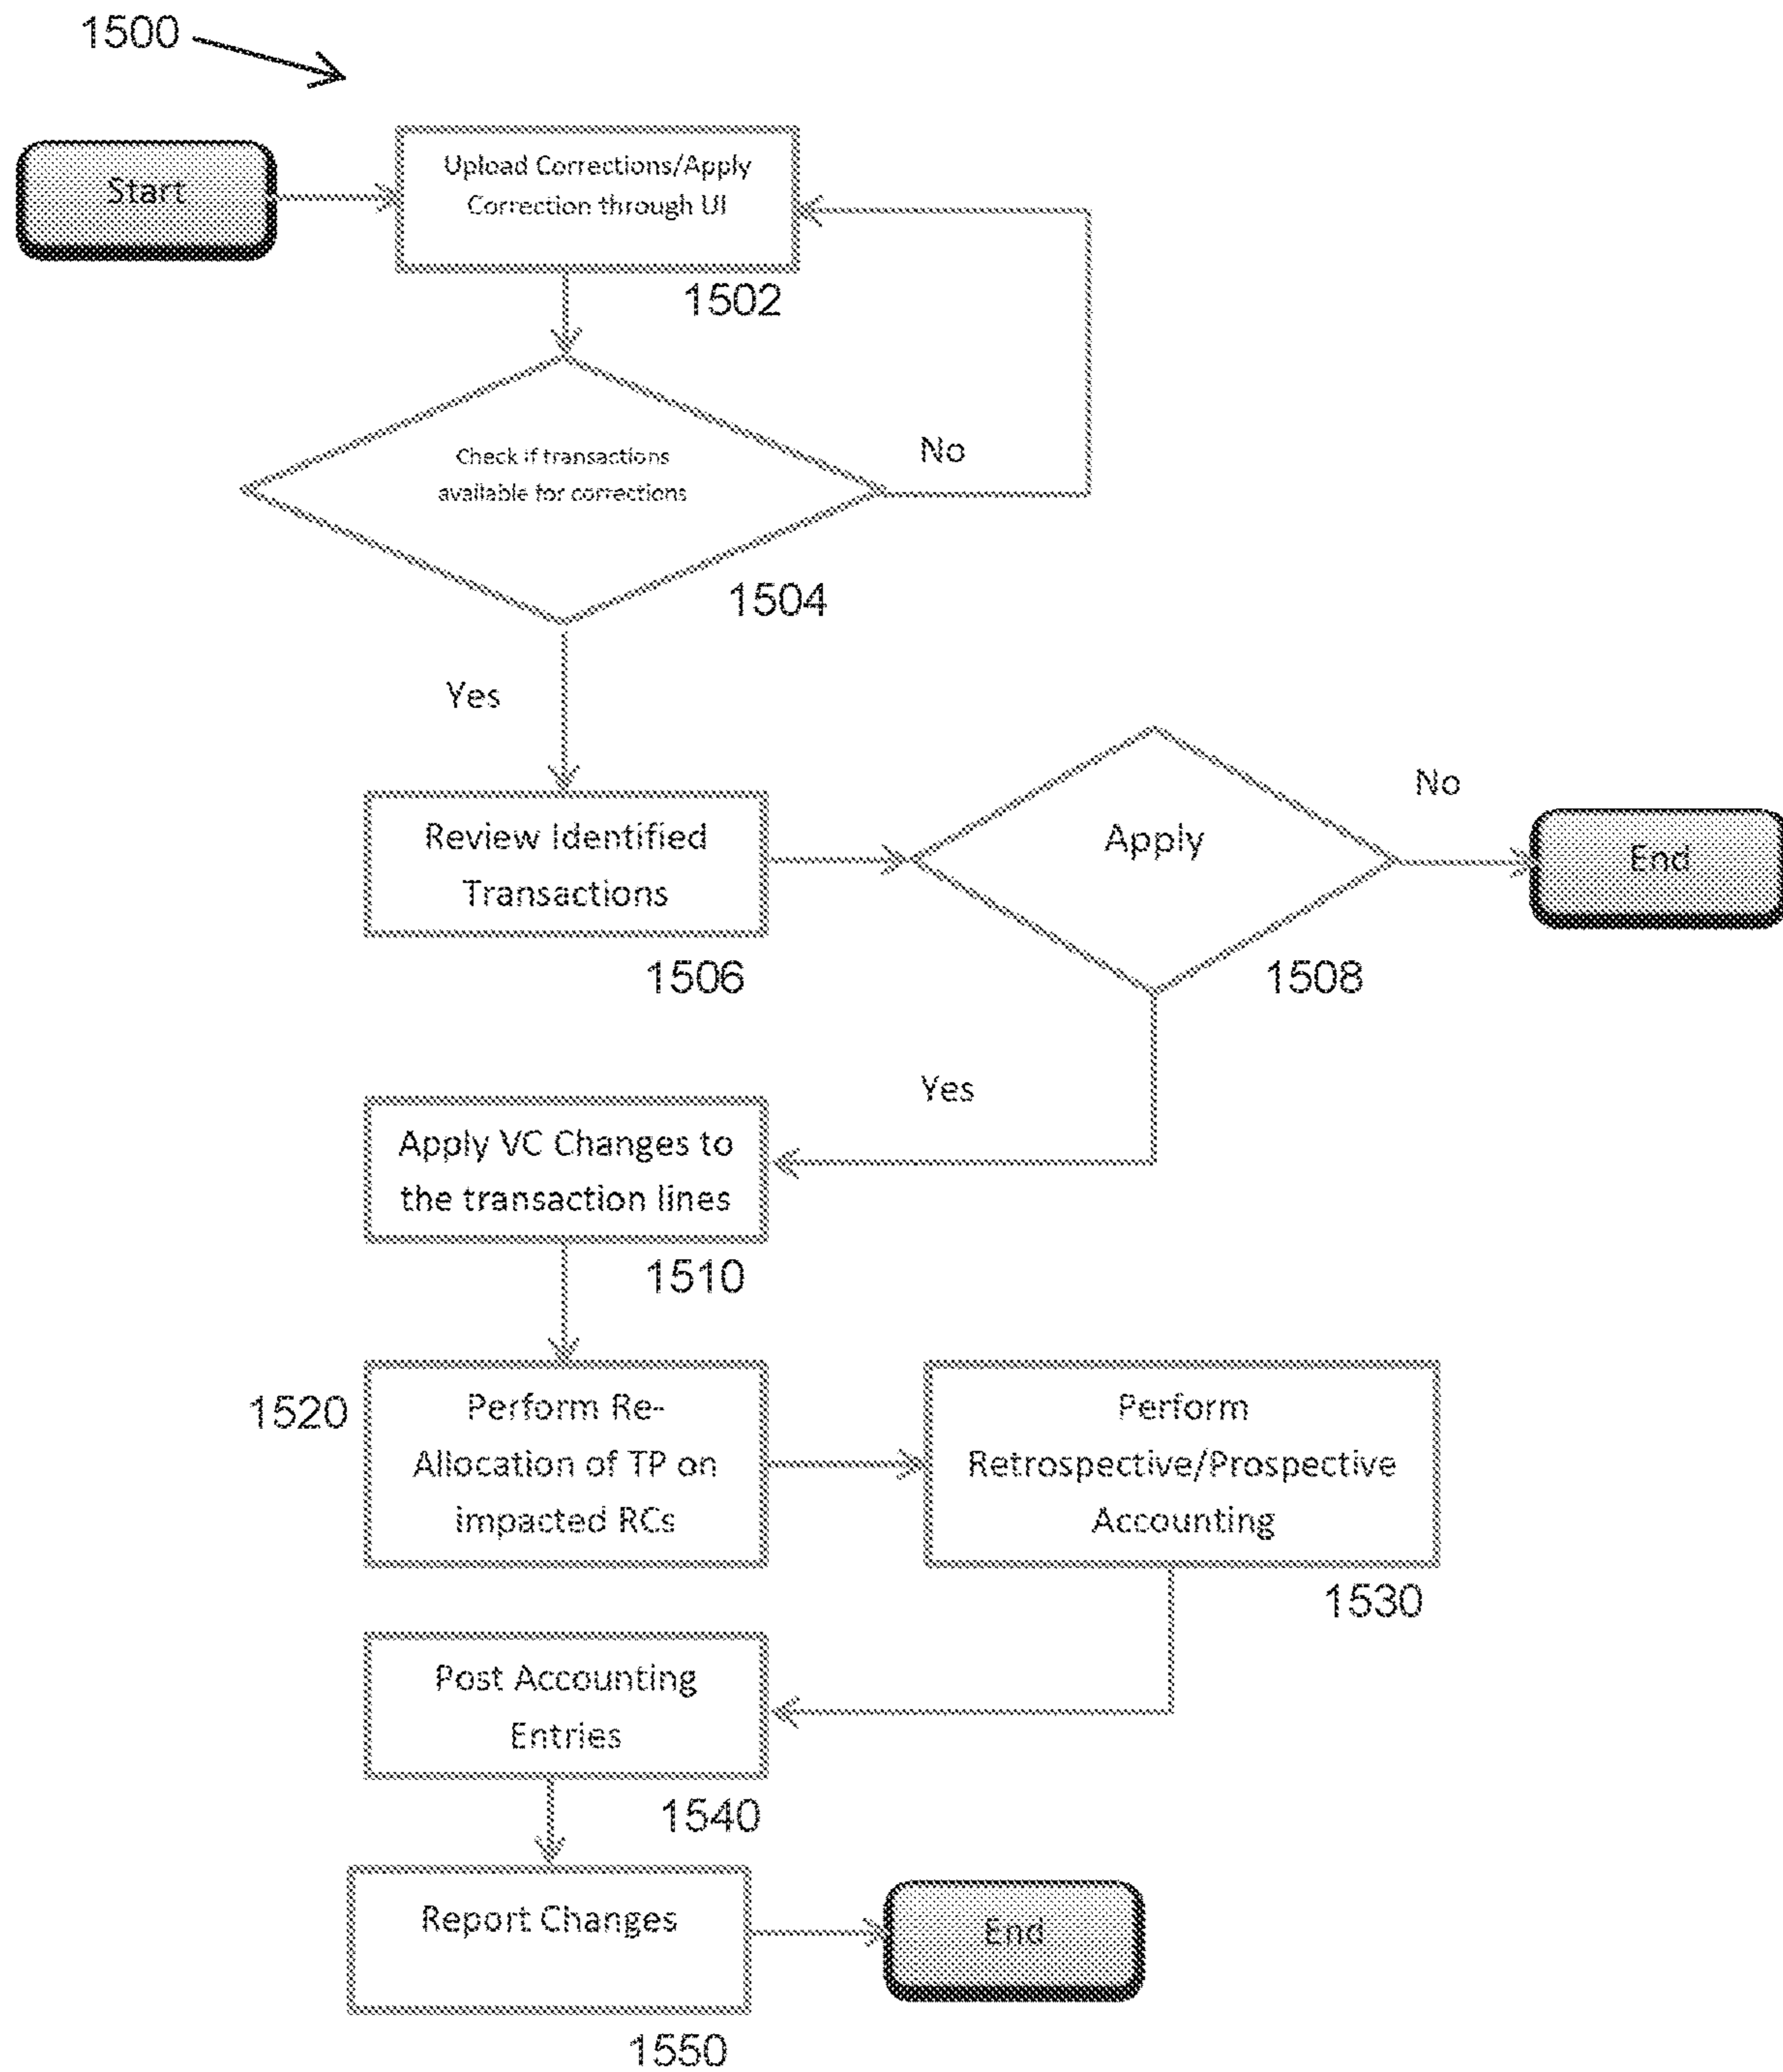 1500
Start
Upload Corrections/Apply
Correction through UI
1502
Check if transactions
available for corrections
No
1504
Yes
Review Identified
Transactions
1506
Apply
No
End
1508
Yes
Apply VC Changes to
the transaction lines
1510
1520
Perform Re-
Allocation of TP on
impacted RCs
Perform
Retrospective/Prospective
Accounting
1530
Post Accounting
Entries
1540
Report Changes
End
1550